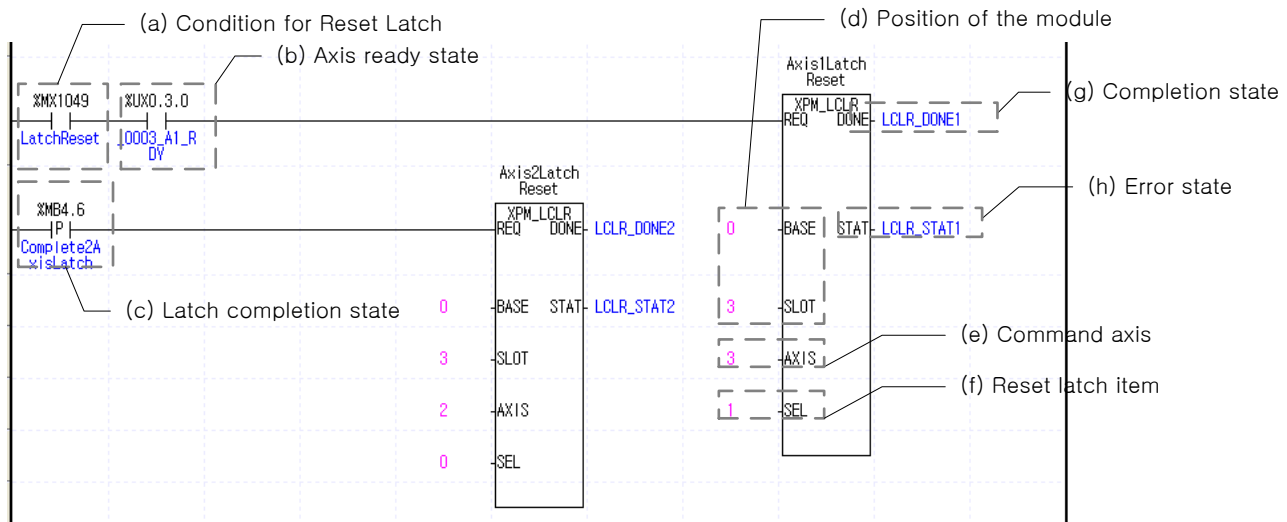 (a) Condition for Reset Latch
(d) Position of the module
(b) Axis ready state
Axis1Latch
Reset
%MX1049
%UX0.3.0
XPM_LCLR
(g) Completion state
REQ DONE
LCLR_DONE1
LatchReset
_0003_A1_R
DY
Axis2Latch
Reset
(h) Error state
%MB4.6
XPM_LCLR
P
REQ DONE
LCLR_DONE2
0
BASE STAT
LCLR_STAT1
Complete2A
xisLatch
(c) Latch completion state
0
BASE STAT
LCLR_STAT2
3
SLOT
(e) Command axis
3
SLOT
3
AXIS
(f) Reset latch item
2
AXIS
1
SEL
0
SEL